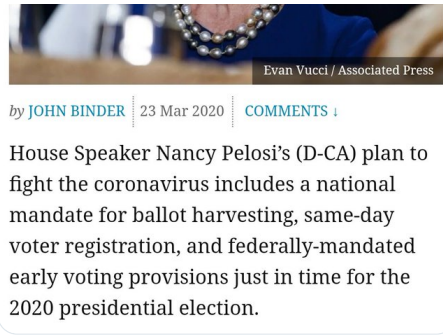 Evan Vucci / Associated Press
by JOHN BINDER 23 Mar 2020 COMMENTS ↓
House Speaker Nancy Pelosi’s (D-CA) plan to
fight the coronavirus includes a national
mandate for ballot harvesting, same-day
voter registration, and federally-mandated
early voting provisions just in time for the
2020 presidential election.